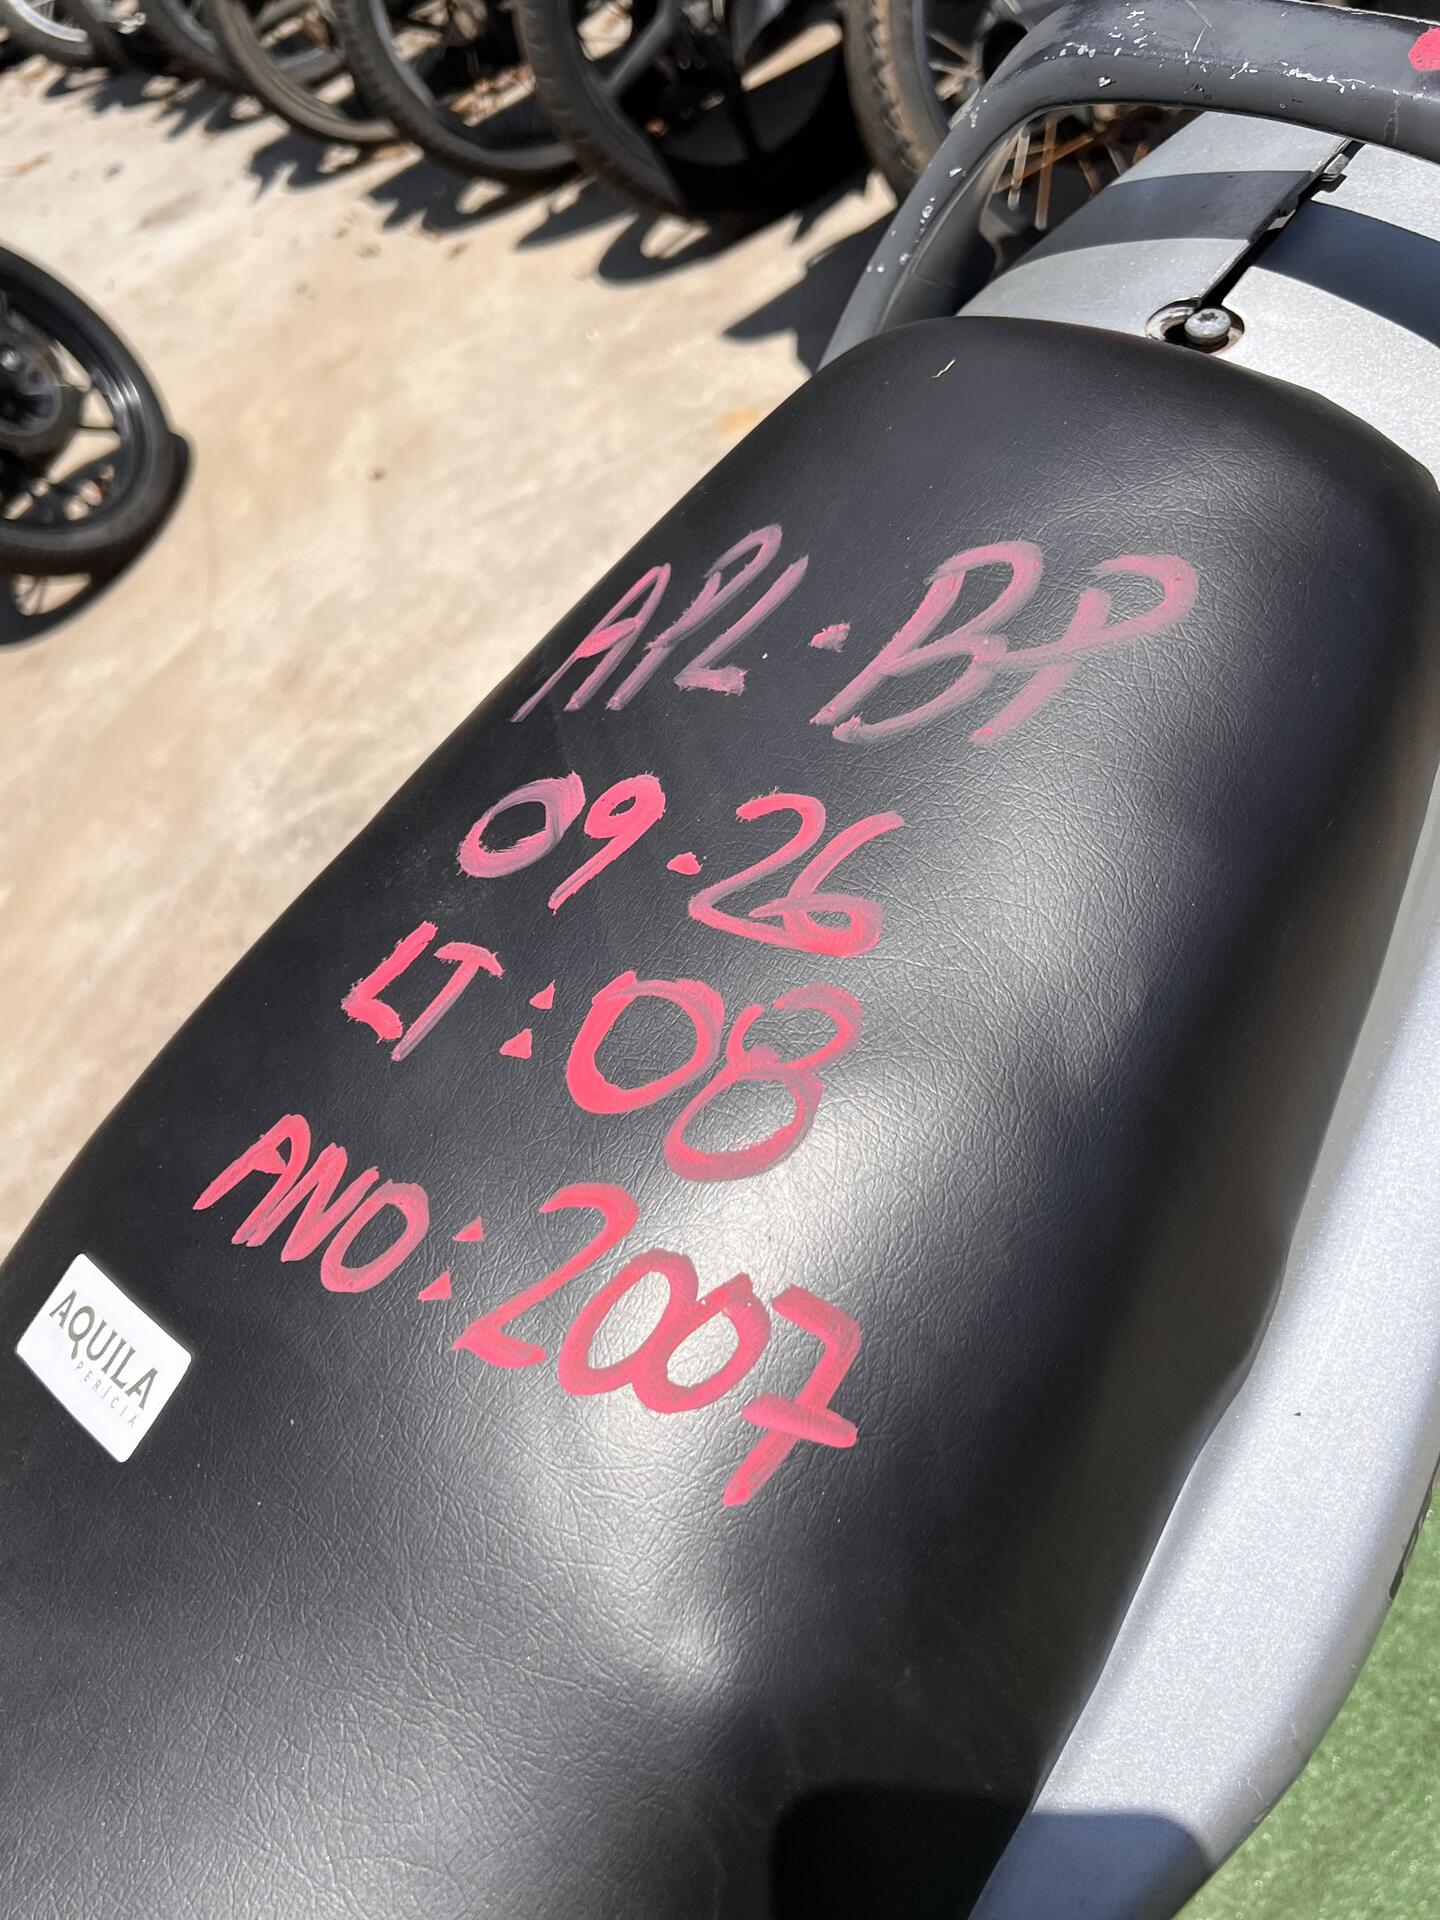 APL-BP
09-26
LT:08
ANO:2007
AQUILA
PERÍCIA